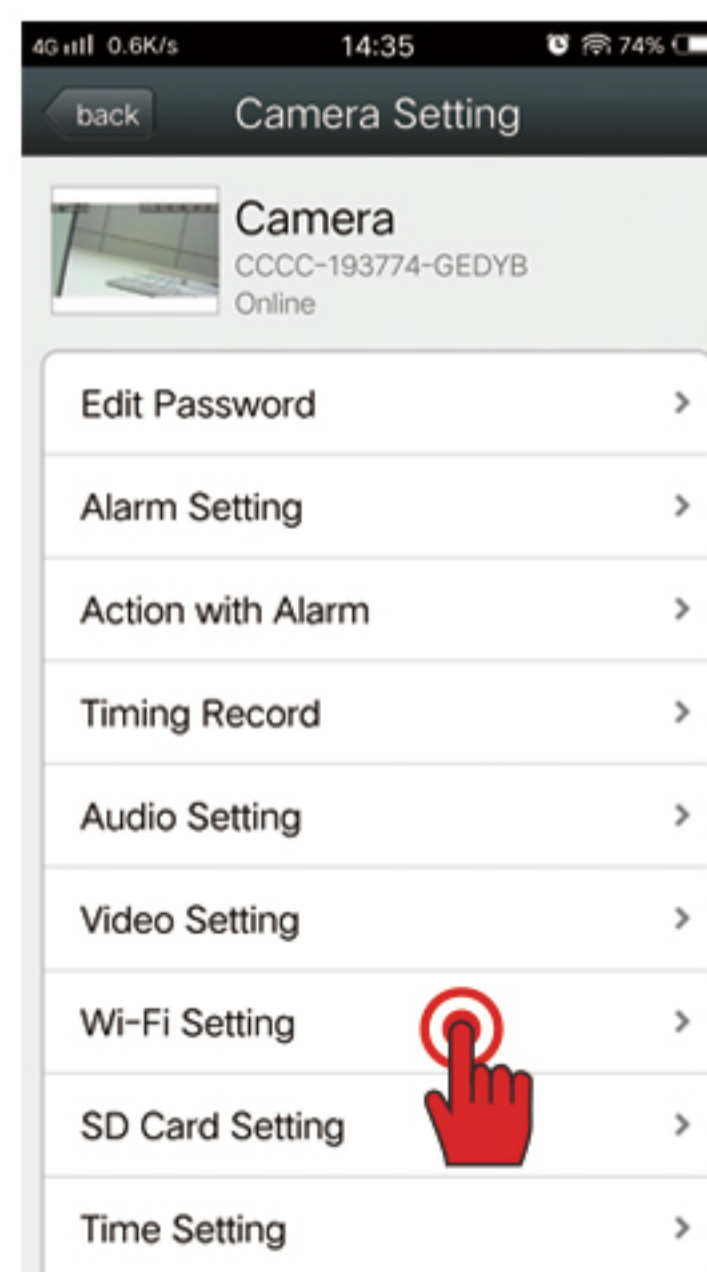 4G 0.6K/s 14:35 74%
back Camera Setting
Camera
CCCC-193774-GEDYB
Online
Edit Password
Alarm Setting
Action with Alarm
Timing Record
Audio Setting
Video Setting
Wi-Fi Setting
SD Card Setting
Time Setting